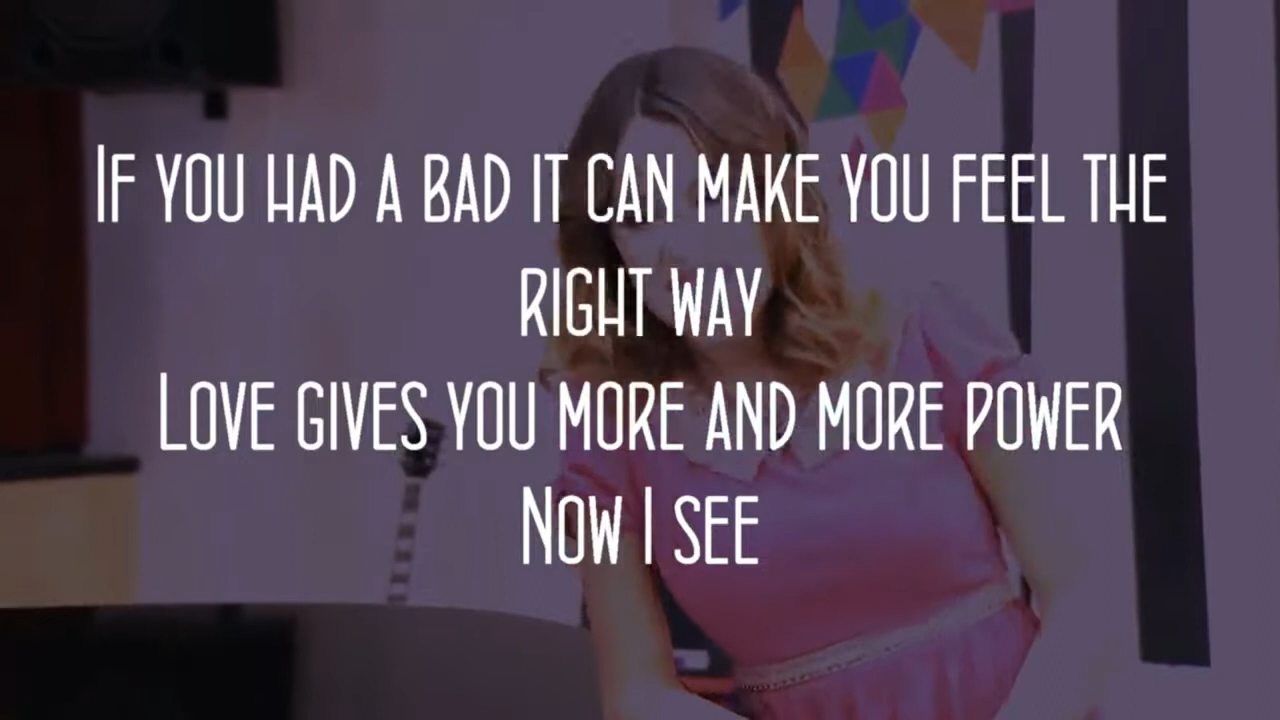 If you had a bad it can make you feel the
right way
Love gives you more and more power
Now I see